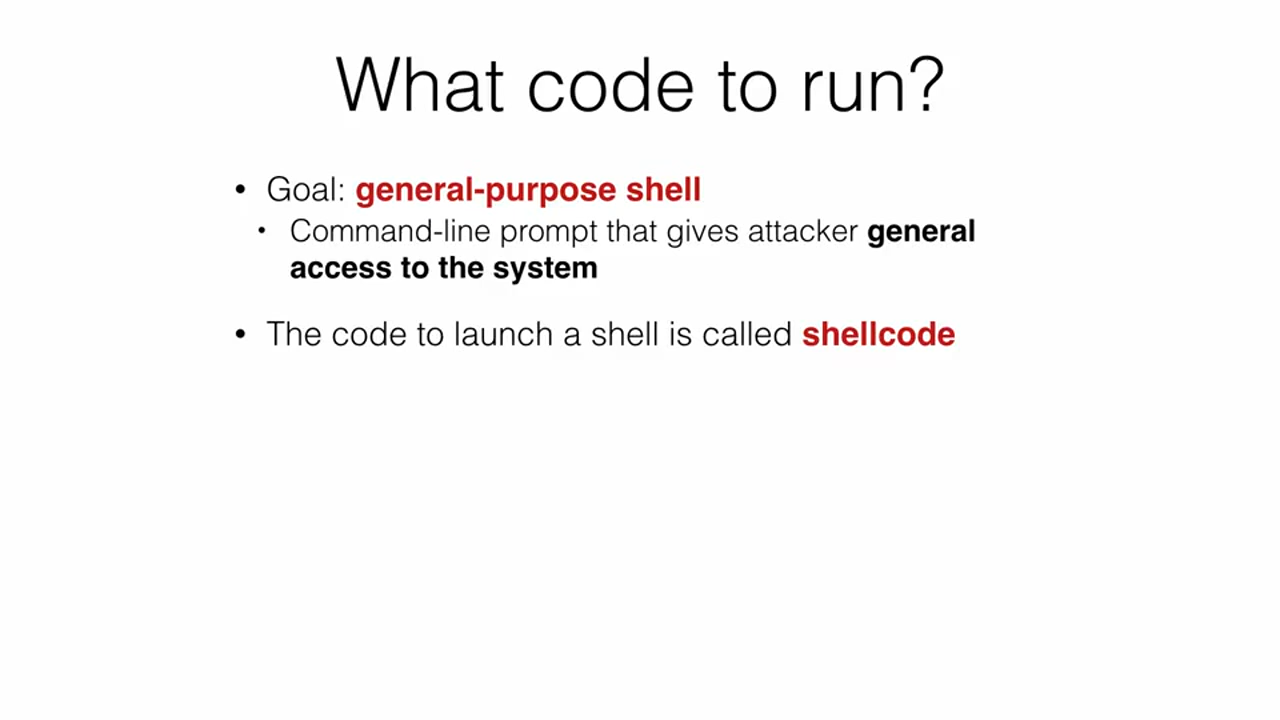 What code to run?
• Goal: general-purpose shell
• Command-line prompt that gives attacker general
access to the system
• The code to launch a shell is called shellcode